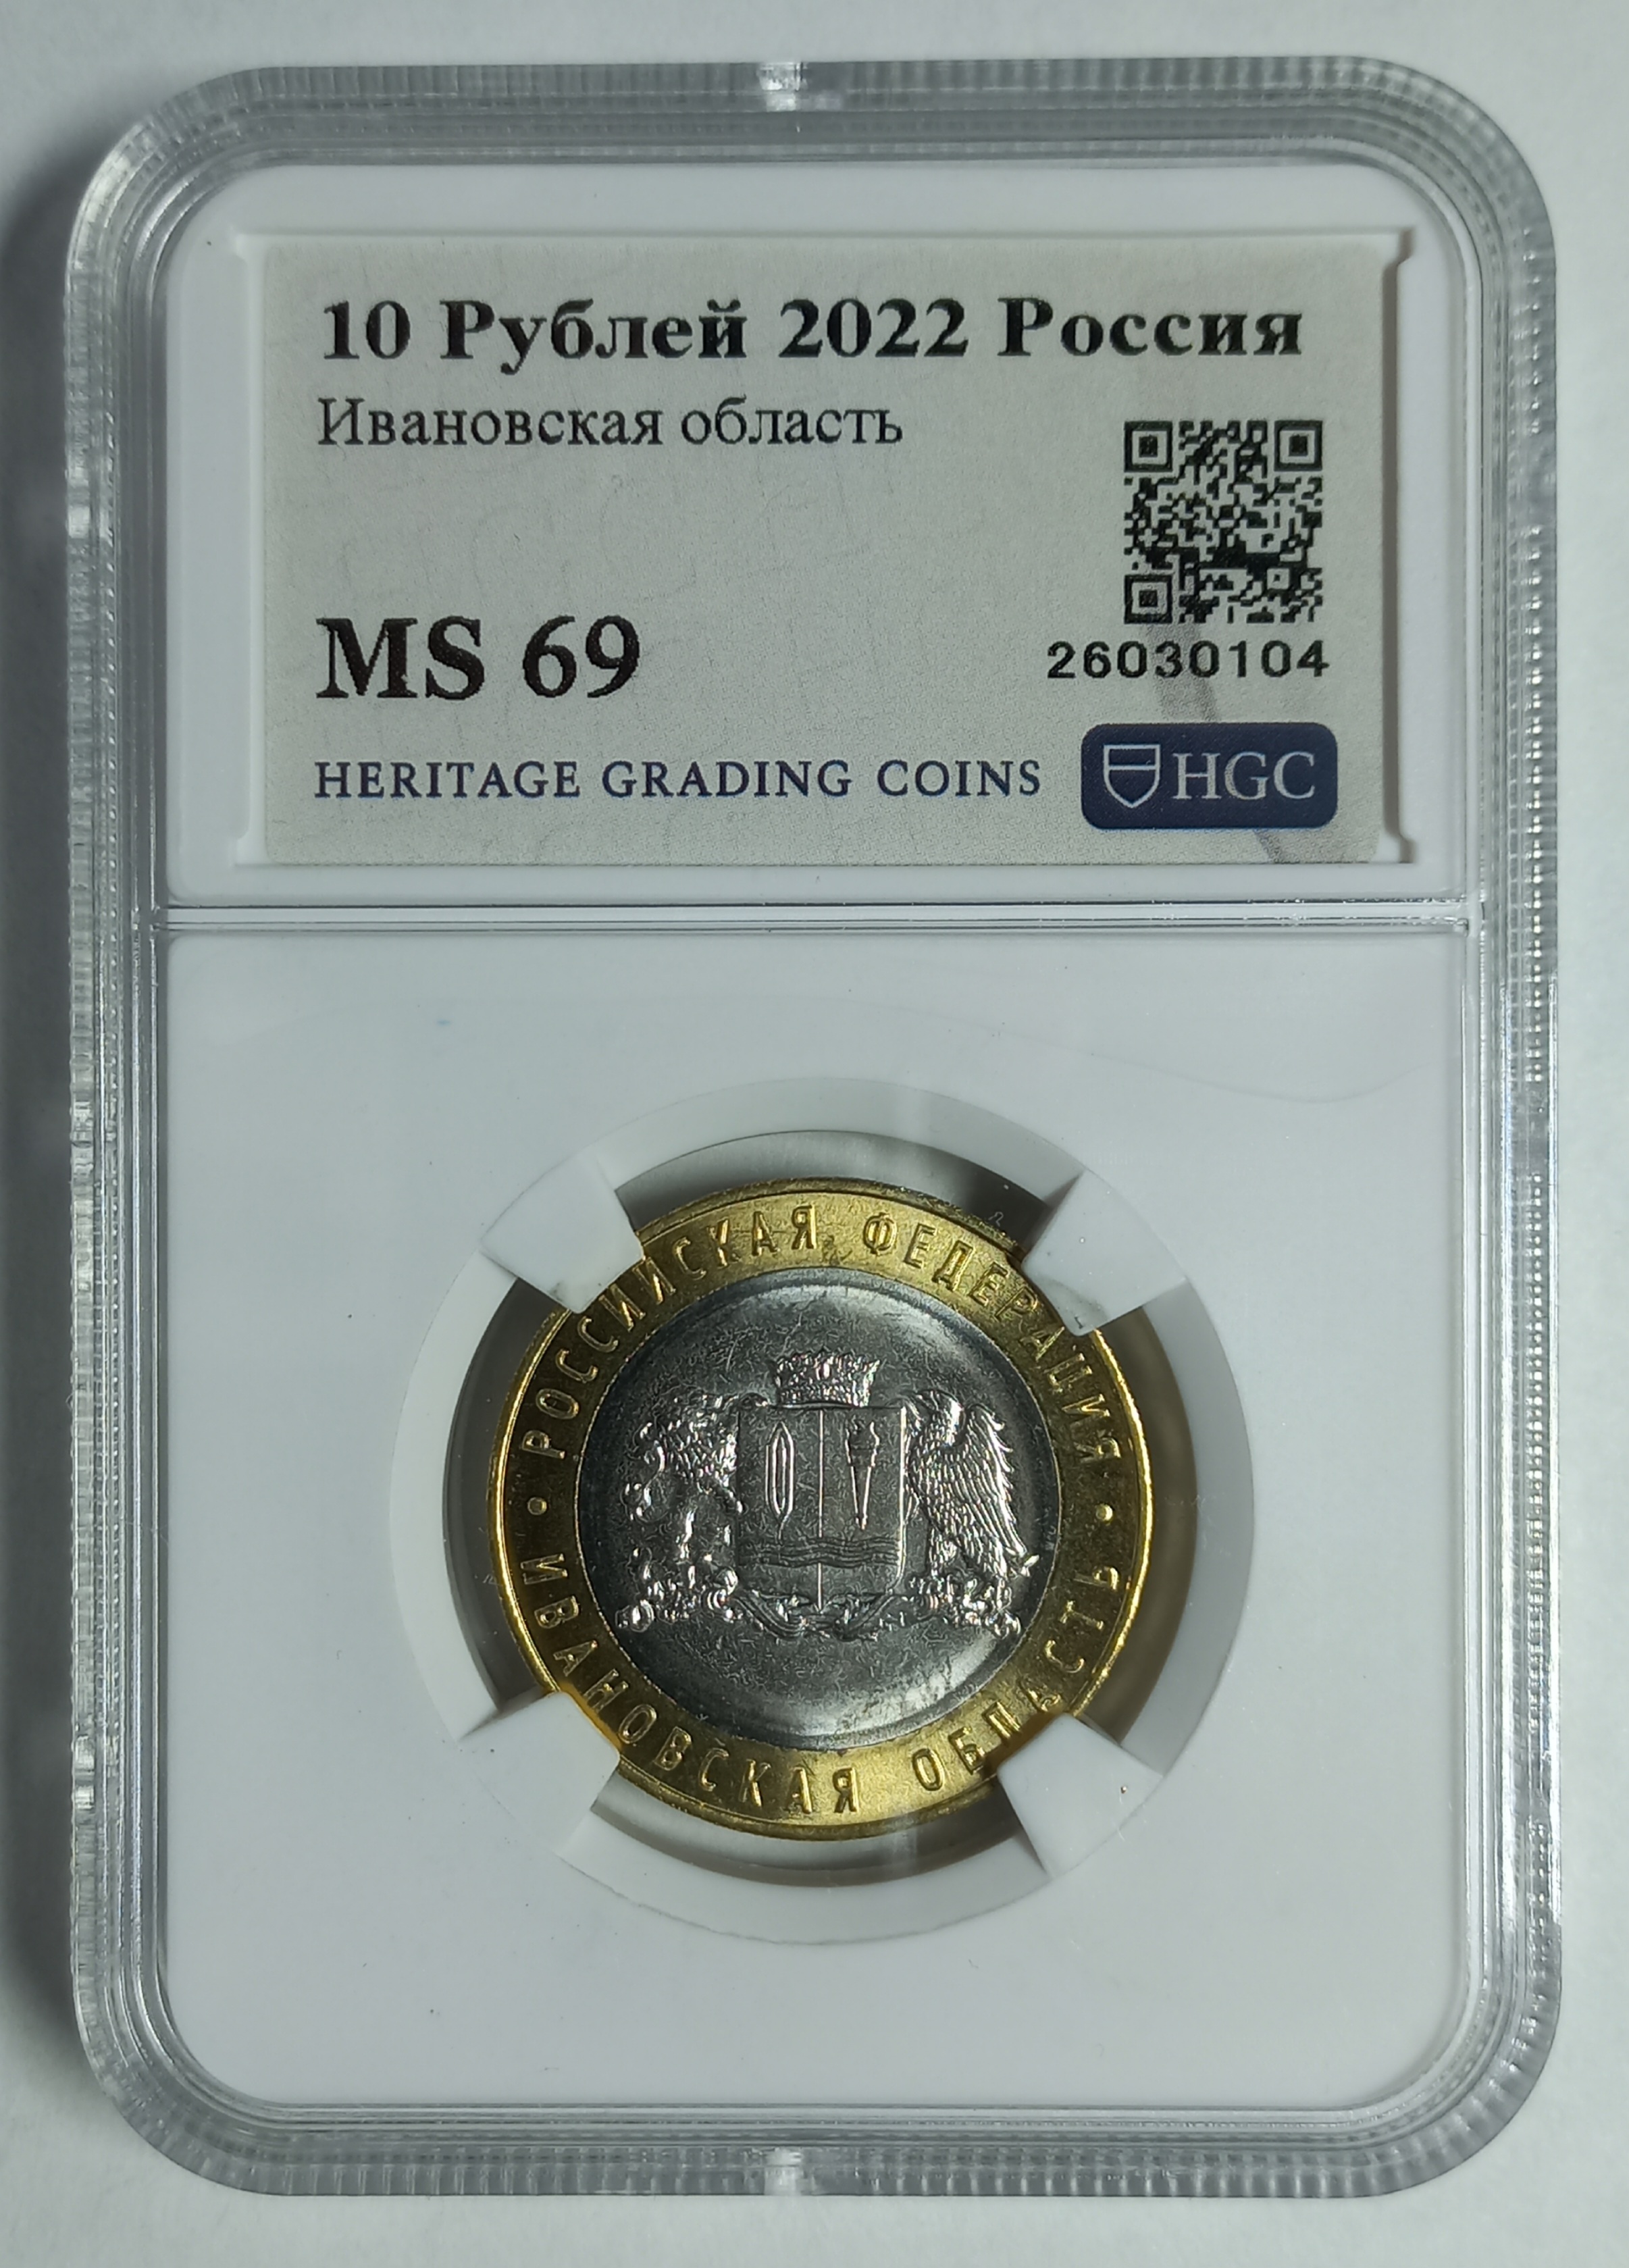 10 Рублей 2022 Россия
Ивановская область
MS 69
26030104
HERITAGE GRADING COINS
HGC
• РОССИЙСКАЯ ФЕДЕРАЦИЯ •
ИВАНОВСКАЯ ОБЛАСТЬ